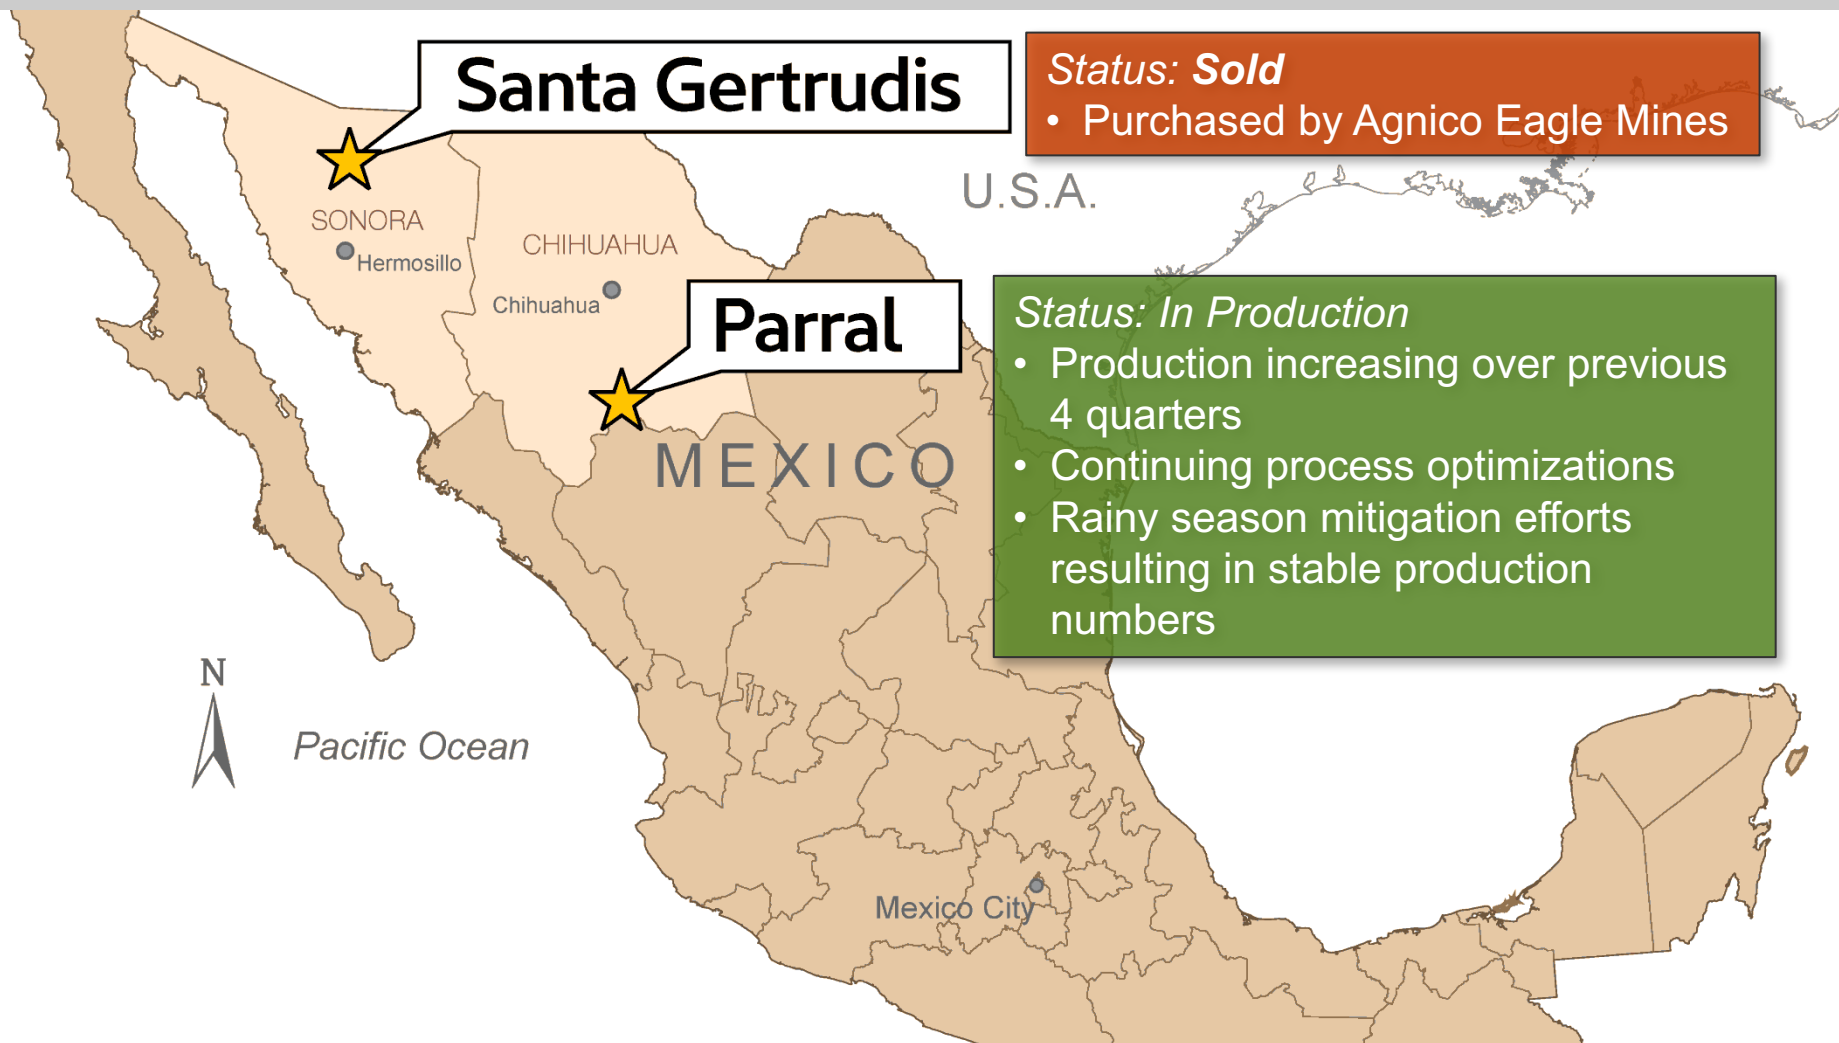 Santa Gertrudis
Status: Sold
• Purchased by Agnico Eagle Mines
U.S.A.
SONORA
Hermosillo
CHIHUAHUA
Chihuahua
Parral
Status: In Production
• Production increasing over previous
4 quarters
• Continuing process optimizations
• Rainy season mitigation efforts
resulting in stable production
numbers
MEXICO
N
Pacific Ocean
Mexico City